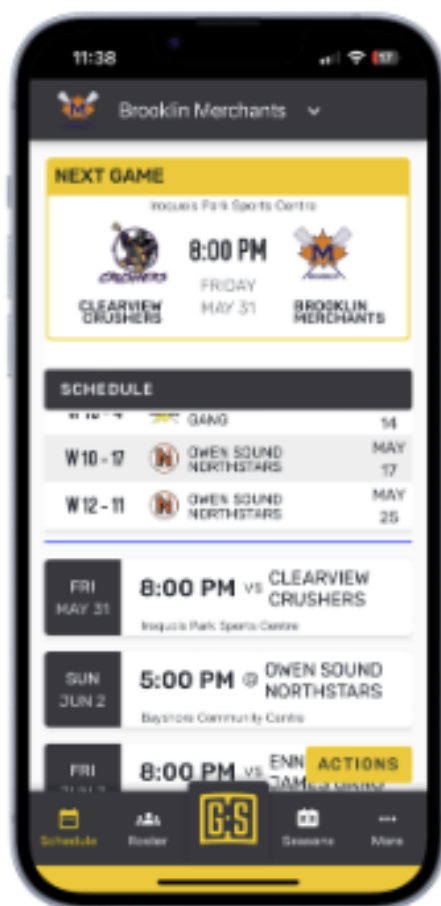 11:38
Brooklin Merchants
NEXT GAME
Iroquois Park Sports Centre
CRUSHERS
8:00 PM
M
FRIDAY
MAY 31
CLEARVIEW
CRUSHERS
BROOKLIN
MERCHANTS
SCHEDULE
GANG
14
W 10 - 17
OWEN SOUND
NORTHSTARS
MAY
17
W 12 - 11
OWEN SOUND
NORTHSTARS
MAY
25
FRI
MAY 31
8:00 PM vs CLEARVIEW
CRUSHERS
Iroquois Park Sports Centre
SUN
JUN 2
5:00 PM @ OWEN SOUND
NORTHSTARS
Bayshore Community Centre
FRI
8:00 PM vs
ACTIONS
Schedule
Roster
G:S
Seasons
More